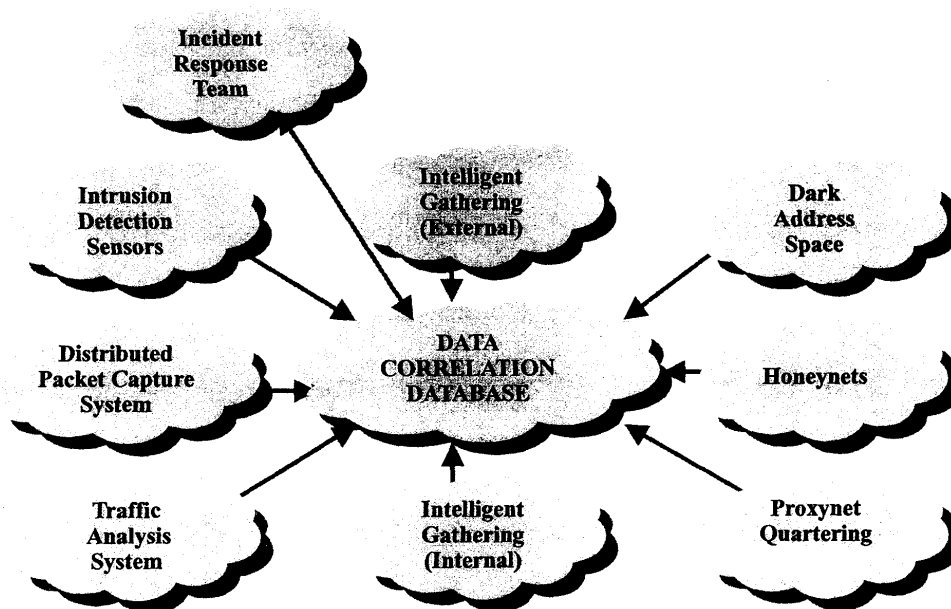 Incident
Response
Team
Intrusion
Detection
Sensors
Intelligent
Gathering
(External)
Dark
Address
Space
Distributed
Packet Capture
System
DATA
CORRELATION
DATABASE
Honeynets
Traffic
Analysis
System
Intelligent
Gathering
(Internal)
Proxynet
Quartering